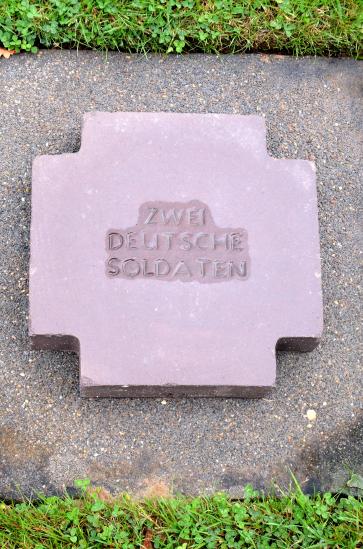 ZWEI
DEUTSCHE
SOLDATEN